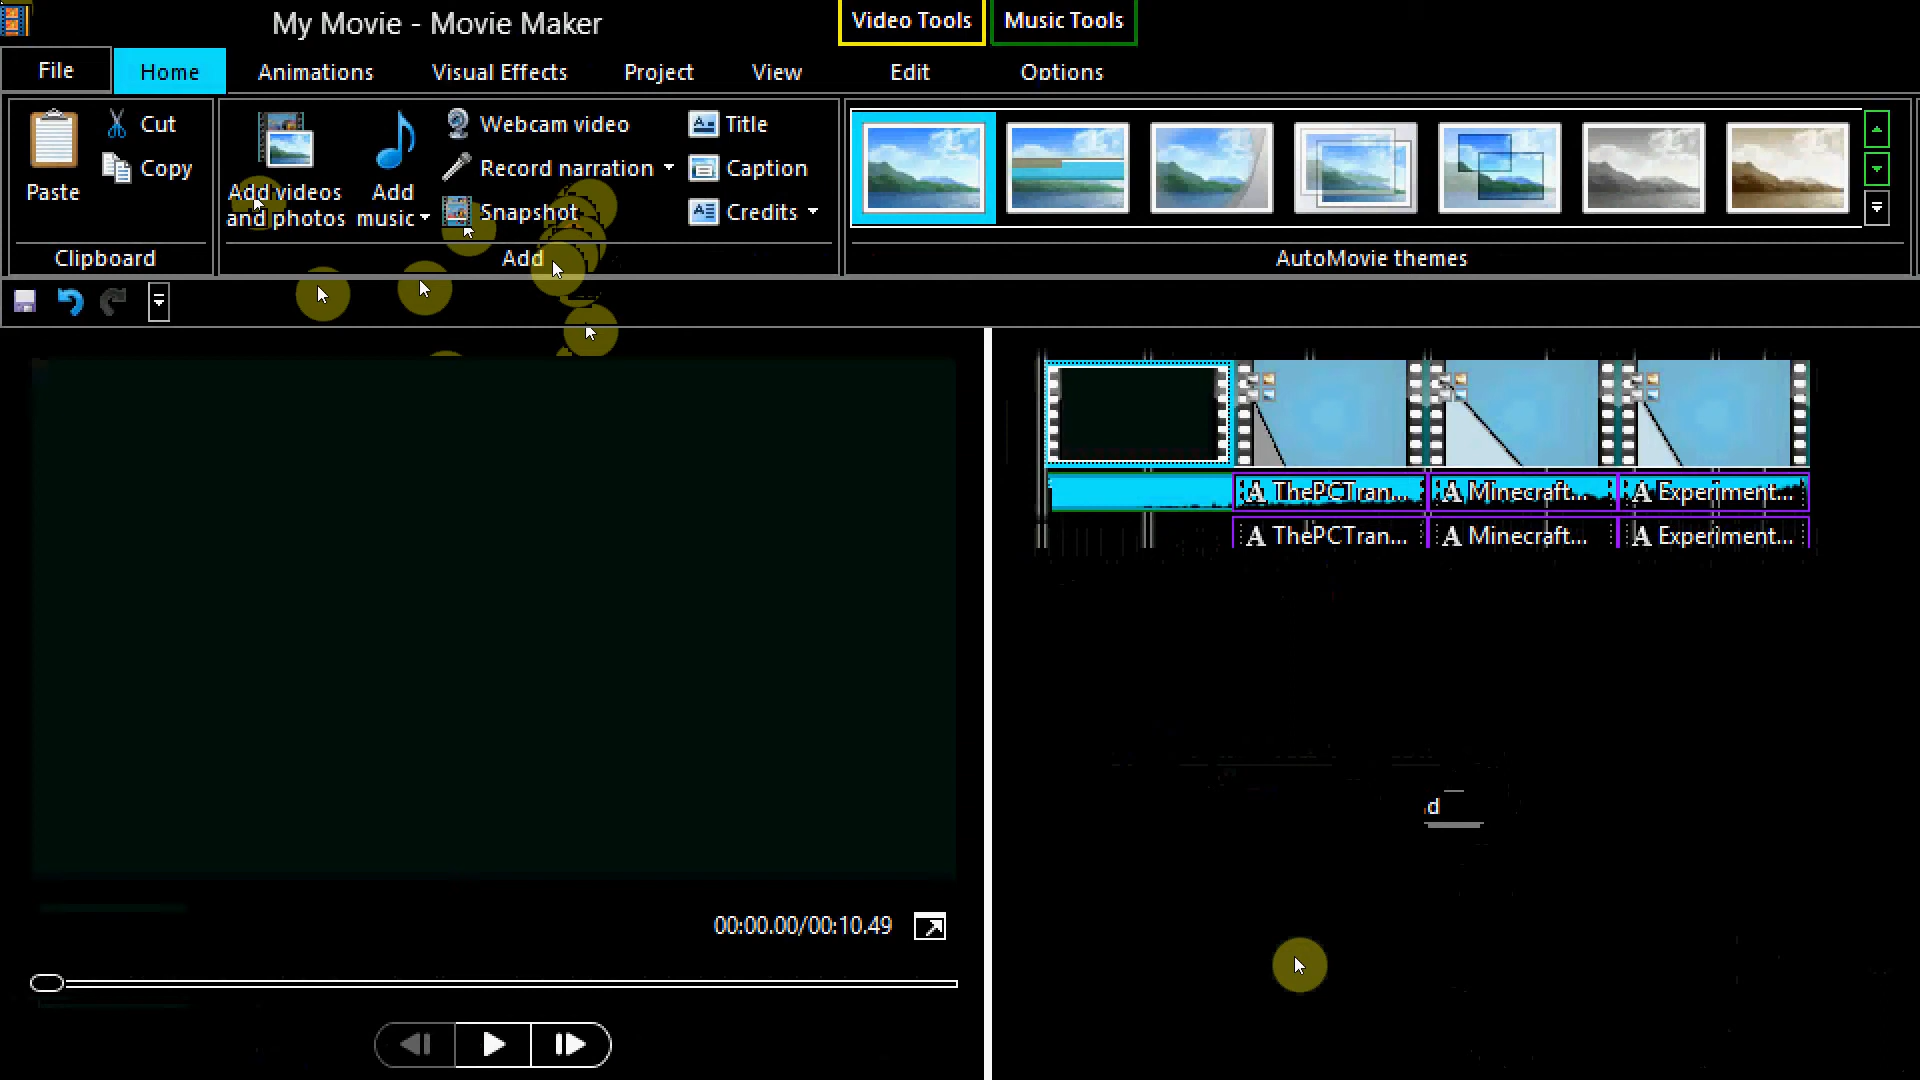 My Movie - Movie Maker
Video Tools
Music Tools
File
Home
Animations
Visual Effects
Project
View
Edit
Options
Paste
Cut
Copy
Clipboard
Add videos
and photos
Add
music
Webcam video
Record narration
Snapshot
Title
Caption
Credits
Add
AutoMovie themes
A ThePCTran...
A Minecraft...
A Experiment...
A ThePCTran...
A Minecraft...
A Experiment...
d
00:00.00/00:10.49